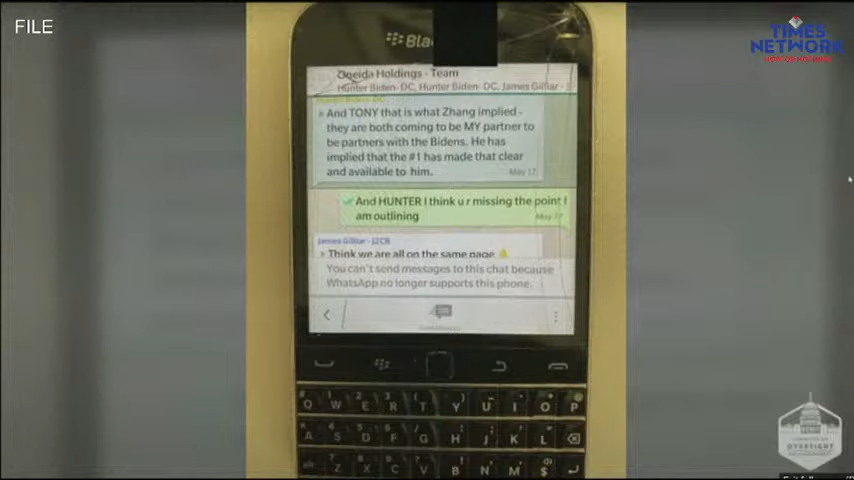 FILE
TIMES
NETWORK
Bla
Oneida Holdings - Team
Hunter Biden- DC, Hunter Biden- DC, James Gilliar -
» And TONY that is what Zhang implied -
they are both coming to be MY partner to
be partners with the Bidens. He has
implied that the #1 has made that clear
and available to him.
May 17
And HUNTER I think u r missing the point I
am outlining
May 17
James Gilliar - J2CR
» Think we are all on the same page
You can't send messages to this chat because
WhatsApp no longer supports this phone.
Q W E R T Y U I O P
A S D F G H J K L
Z X C V B N M $
OVERSIGHT